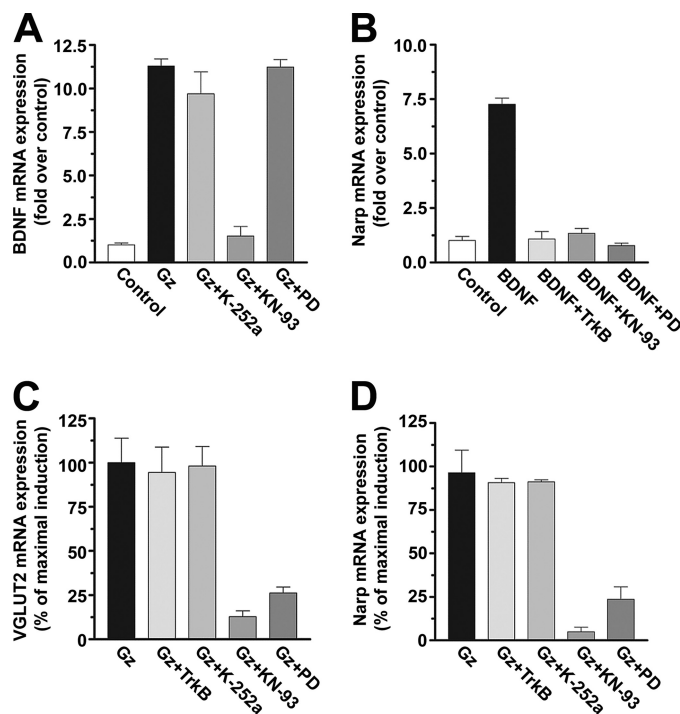 A
BDNF mRNA expression
(fold over control)
12.5
10.0
7.5
5.0
2.5
0.0
Control
Gz
Gz+K-252a
Gz+KN-93
Gz+PD
B
Narp mRNA expression
(fold over control)
10.0
7.5
5.0
2.5
0.0
Control
BDNF
BDNF+TrkB
BDNF+KN-93
BDNF+PD
C
VGLUT2 mRNA expression
(% of maximal induction)
125
100
75
50
25
0
Gz
Gz+TrkB
Gz+K-252a
Gz+KN-93
Gz+PD
D
Narp mRNA expression
(% of maximal induction)
125
100
75
50
25
0
Gz
Gz+TrkB
Gz+K-252a
Gz+KN-93
Gz+PD